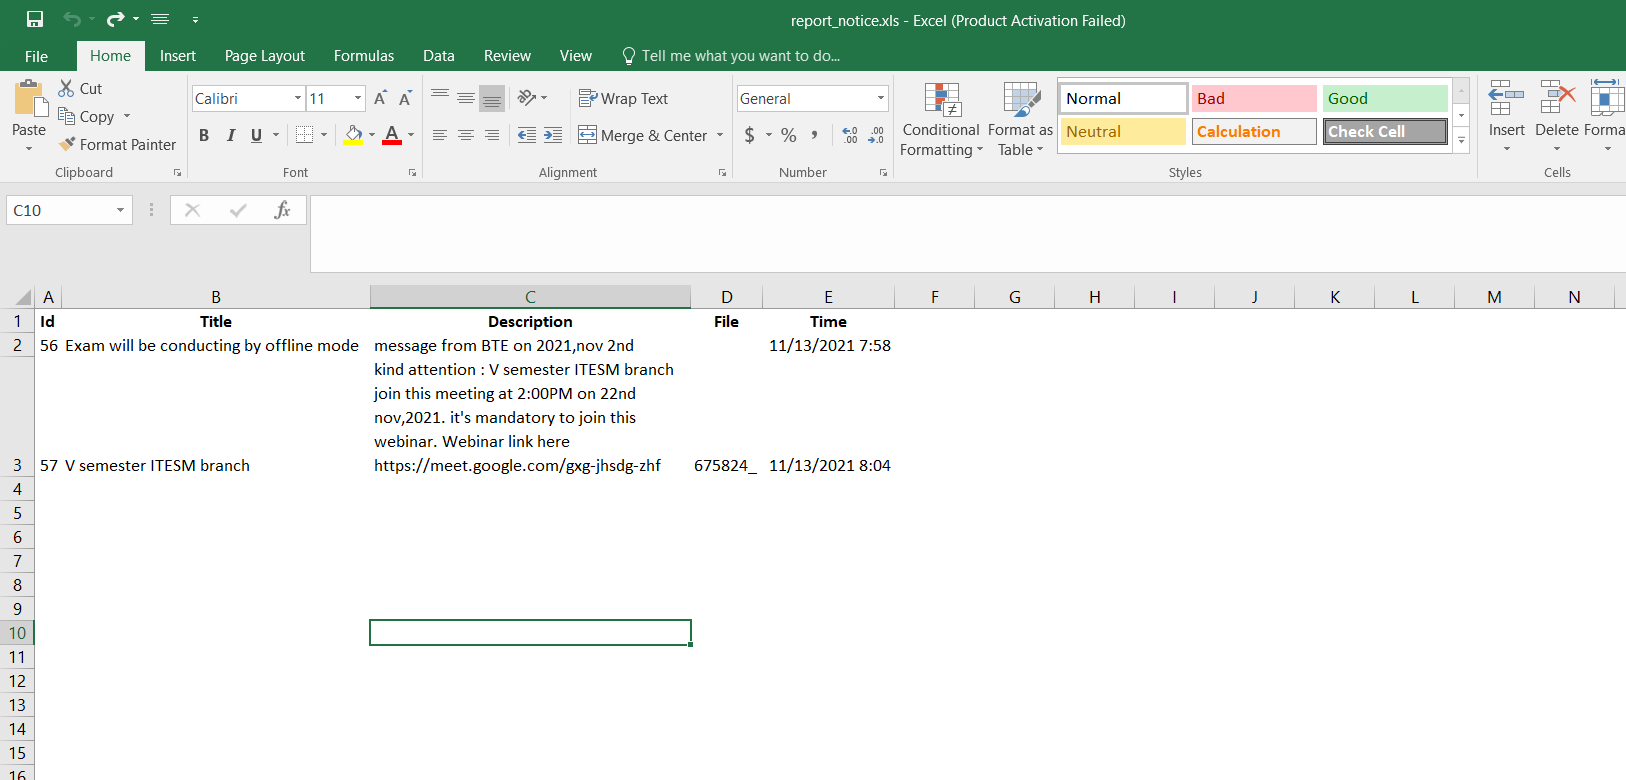 report_notice.xls - Excel (Product Activation Failed)
File Home Insert Page Layout Formulas Data Review View Tell me what you want to do...
Paste
Cut
Copy
Format Painter
Clipboard
Calibri 11
B I U A
Font
Wrap Text
Merge & Center
Alignment
General
$ % , .00 .0
Number
Conditional Formatting
Format as Table
Normal Bad Good
Neutral Calculation Check Cell
Styles
Insert Delete Forma
Cells
C10 fx
A B C D E F G H I J K L M N
1 Id Title Description File Time
2 56 Exam will be conducting by offline mode message from BTE on 2021,nov 2nd 11/13/2021 7:58
kind attention : V semester ITESM branch
join this meeting at 2:00PM on 22nd
nov,2021. it's mandatory to join this
webinar. Webinar link here
3 57 V semester ITESM branch https://meet.google.com/gxg-jhsdg-zhf 675824_ 11/13/2021 8:04
4
5
6
7
8
9
10
11
12
13
14
15
16